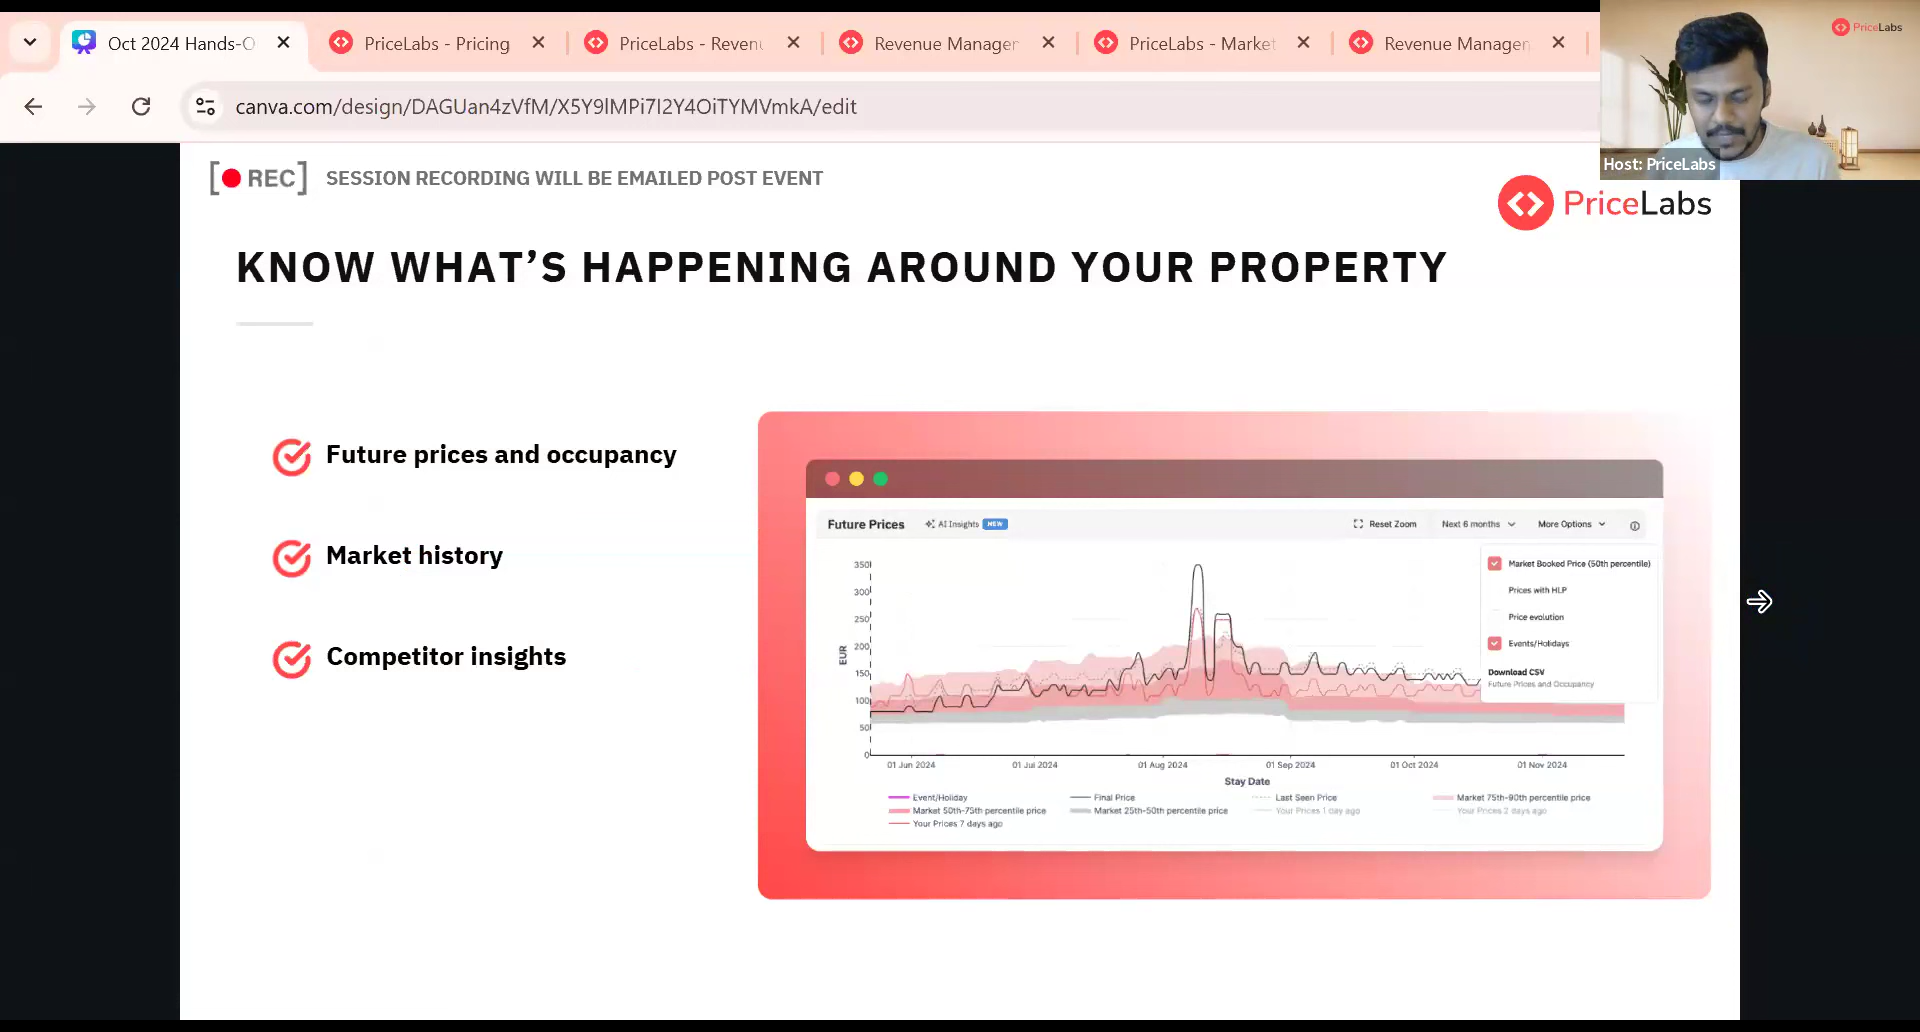 Oct 2024 Hands-O
PriceLabs - Pricing
PriceLabs - Revenu
Revenue Manager
PriceLabs - Market
Revenue Managem
canva.com/design/DAGUan4zVfM/X5Y9lMPi7I2Y4OiTYMVmkA/edit
PriceLabs
Host: PriceLabs
[REC] SESSION RECORDING WILL BE EMAILED POST EVENT
PriceLabs
KNOW WHAT’S HAPPENING AROUND YOUR PROPERTY
Future prices and occupancy
Market history
Competitor insights
Future Prices AI Insights NEW Reset Zoom Next 6 months More Options
Market Booked Price (50th percentile)
Prices with HLP
Price evolution
Events/Holidays
Download CSV
Future Prices and Occupancy
350
300
250
200
150
100
50
0
EUR
01 Jun 2024 01 Jul 2024 01 Aug 2024 01 Sep 2024 01 Oct 2024 01 Nov 2024
Stay Date
Event/Holiday Final Price Last Seen Price Market 75th-90th percentile price
Market 50th-75th percentile price Market 25th-50th percentile price Your Prices 1 day ago Your Prices 2 days ago
Your Prices 7 days ago